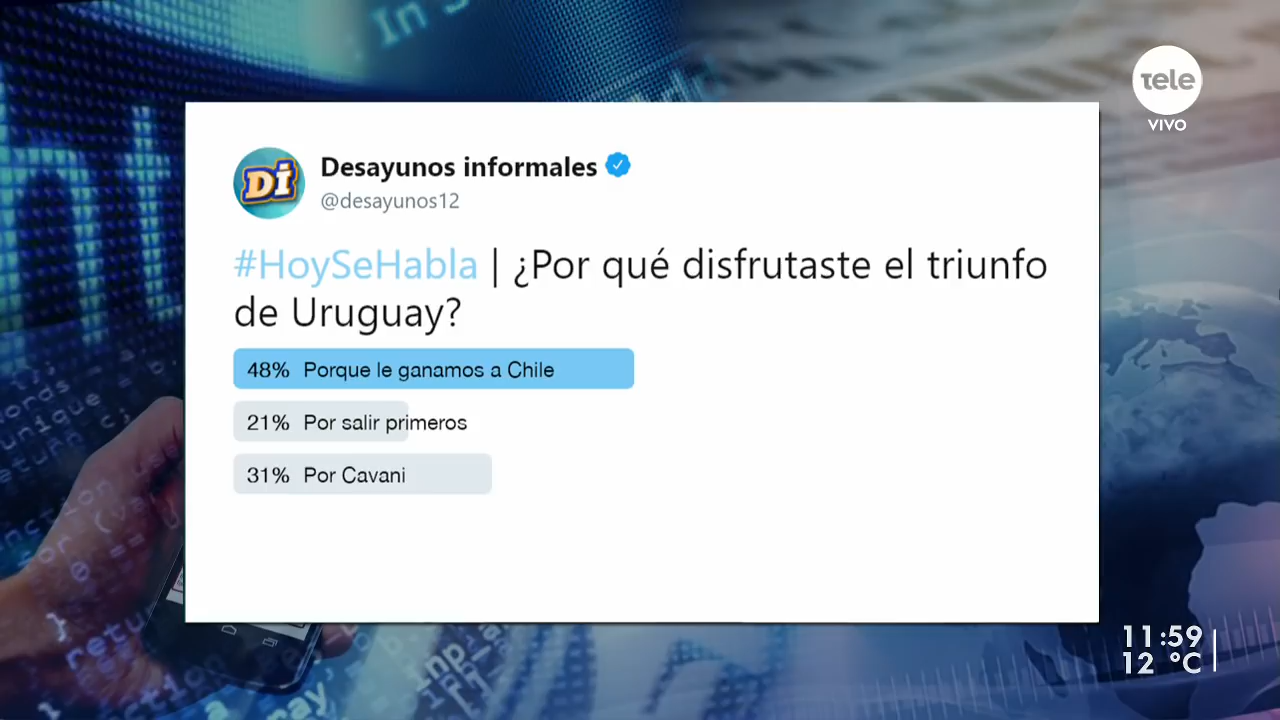 tele
VIVO
Di
Desayunos informales
@desayunos12
#HoySeHabla | ¿Por qué disfrutaste el triunfo
de Uruguay?
48% Porque le ganamos a Chile
21% Por salir primeros
31% Por Cavani
11:59
12 °C